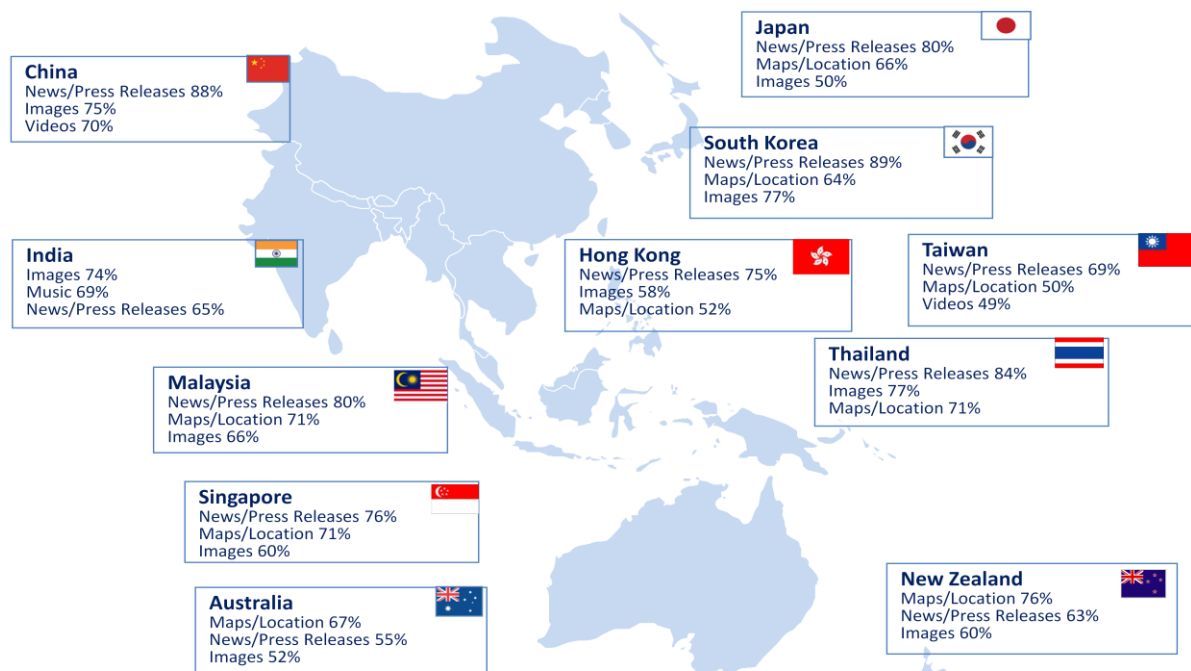 Japan
News/Press Releases 80%
Maps/Location 66%
Images 50%
China
News/Press Releases 88%
Images 75%
Videos 70%
South Korea
News/Press Releases 89%
Maps/Location 64%
Images 77%
India
Images 74%
Music 69%
News/Press Releases 65%
Hong Kong
News/Press Releases 75%
Images 58%
Maps/Location 52%
Taiwan
News/Press Releases 69%
Maps/Location 50%
Videos 49%
Thailand
News/Press Releases 84%
Images 77%
Maps/Location 71%
Malaysia
News/Press Releases 80%
Maps/Location 71%
Images 66%
Singapore
News/Press Releases 76%
Maps/Location 71%
Images 60%
New Zealand
Maps/Location 76%
News/Press Releases 63%
Images 60%
Australia
Maps/Location 67%
News/Press Releases 55%
Images 52%